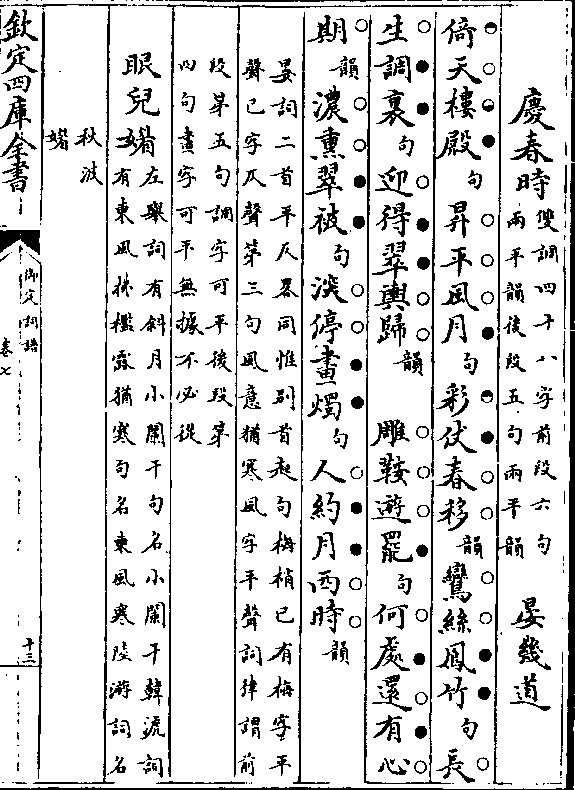 慶春時雙調四十八字前段六句
兩平韻後段五句兩平韻 晏幾道
倚天樓殿句昇平風月句彩仗春移韻鸞絲鳳竹句長
生調裏句迎得翠輿歸韻 雕鞍遊罷句何處還有心
期韻濃熏翠被句淡停畫燭句人約月西時韻
晏詞二首平仄畧同惟别首起句梅梢已有梅字平
聲已字仄聲第三句風意猶寒風字平聲詞律謂前
段第五句調字可平後段第
四句畫字可平無據不必從
眼兒媚左舉詞有斜月小闌干句名小闌干韓淲詞
有東風拂檻露猶寒句名東風寒陸游詞名
秋波
媚
欽定四庫全書
御定詞譜
卷七
十三